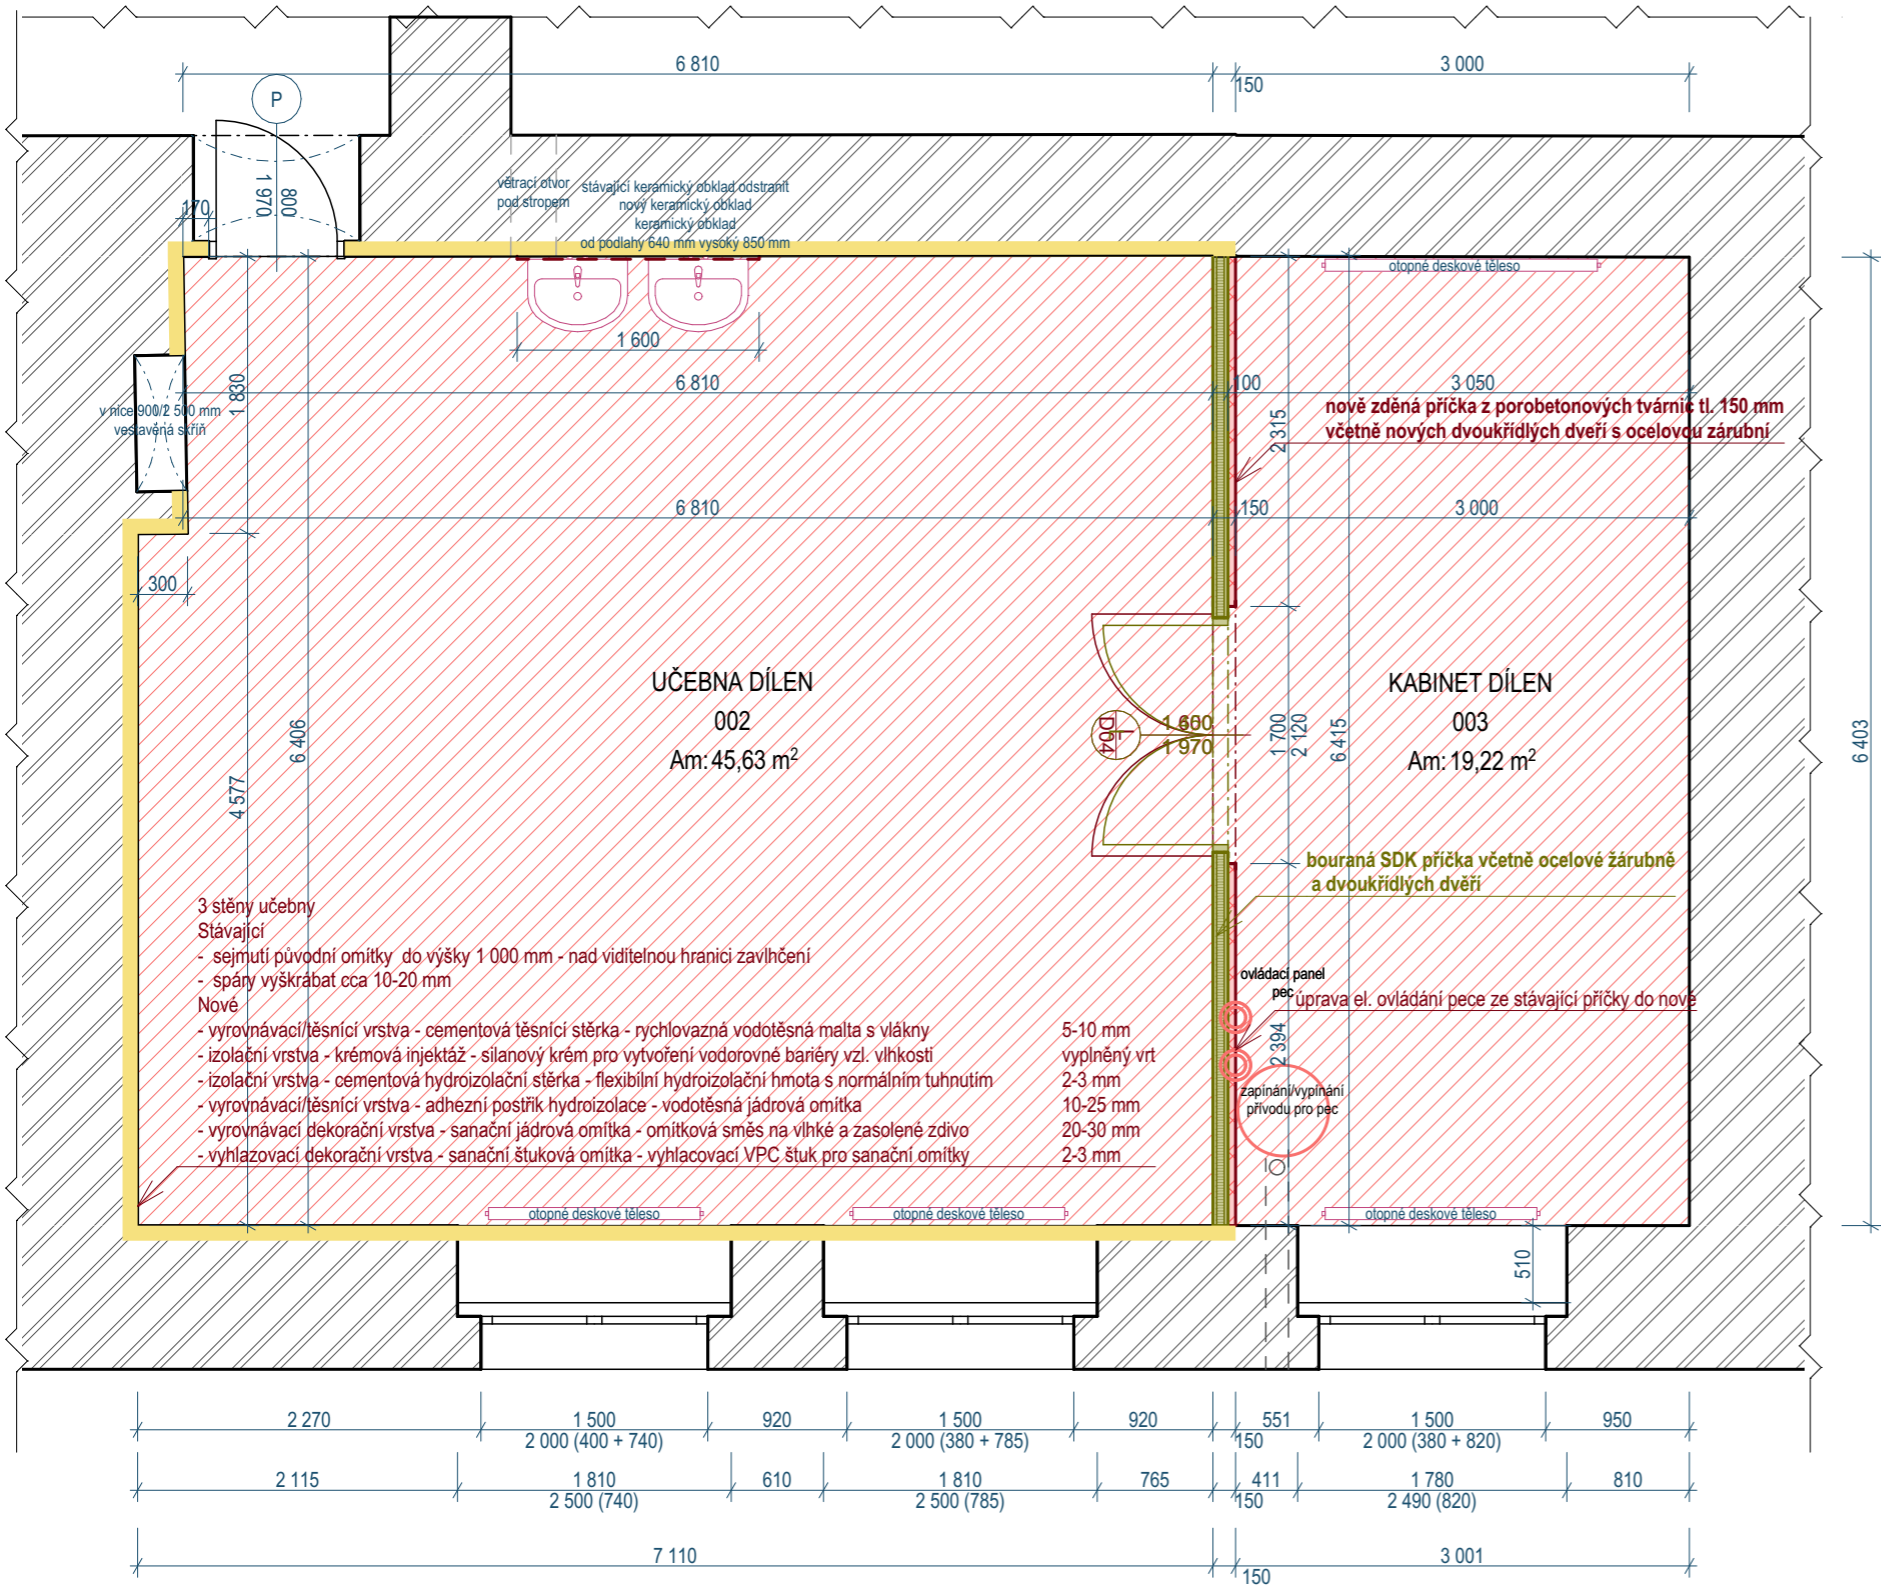 6 810
3 000
150
P
800
1 970
170
větrací otvor
pod stropem
stávající keramický obklad odstranit
nový keramický obklad
keramický obklad
od podlahy 640 mm vysoký 850 mm
otopné deskové těleso
1 600
6 810
100
3 050
1 830
v nice 900/2 500 mm
vestavěná skříň
2 315
nově zděná příčka z porobetonových tvárnic tl. 150 mm
včetně nových dvoukřídlých dveří s ocelovou zárubní
6 810
150
3 000
300
UČEBNA DÍLEN
002
Am: 45,63 m²
KABINET DÍLEN
003
Am: 19,22 m²
D04
L
1 970
1 700
2 120
6 415
6 403
6 406
4 577
bouraná SDK příčka včetně ocelové žárubně
a dvoukřídlých dvěří
3 stěny učebny
Stávající
- sejmutí původní omítky do výšky 1 000 mm - nad viditelnou hranici zavlhčení
- spáry vyškrábat cca 10-20 mm
Nové
- vyrovnávací/těsnící vrstva - cementová těsnící stěrka - rychlovazná vodotěsná malta s vlákny 5-10 mm
- izolační vrstva - krémová injektáž - silanový krém pro vytvoření vodorovné bariéry vzl. vlhkosti vyplněný vrt
- izolační vrstva - cementová hydroizolační stěrka - flexibilní hydroizolační hmota s normálním tuhnutím 2-3 mm
- vyrovnávací/těsnící vrstva - adhezní postřik hydroizolace - vodotěsná jádrová omítka 10-25 mm
- vyrovnávací dekorační vrstva - sanační jádrová omítka - omítková směs na vlhké a zasolené zdivo 20-30 mm
- vyhlazovací dekorační vrstva - sanační štuková omítka - vyhlacovací VPC štuk pro sanační omítky 2-3 mm
ovládací panel
pec
úprava el. ovládání pece ze stávající příčky do nové
2 394
zapínání/vypínání
přívodu pro pec
otopné deskové těleso
otopné deskové těleso
otopné deskové těleso
510
2 270
1 500
920
1 500
920
551
1 500
950
2 000 (400 + 740)
2 000 (380 + 785)
150
2 000 (380 + 820)
2 115
1 810
610
1 810
765
411
1 780
810
2 500 (740)
2 500 (785)
150
2 490 (820)
7 110
3 001
150